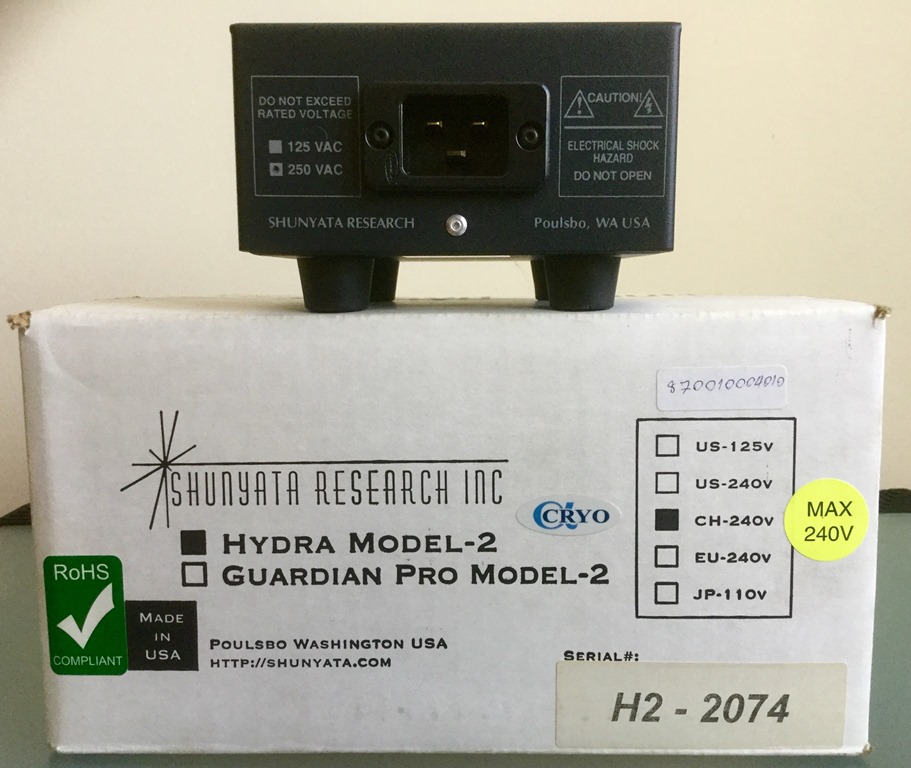 DO NOT EXCEED
RATED VOLTAGE
125 VAC
250 VAC
CAUTION!
ELECTRICAL SHOCK
HAZARD
DO NOT OPEN
SHUNYATA RESEARCH
Poulsbo, WA USA
870010004010
SHUNYATA RESEARCH INC
CRYO
HYDRA MODEL-2
GUARDIAN PRO MODEL-2
US-125V
US-240V
CH-240V
EU-240V
JP-110V
MAX
240V
RoHS
COMPLIANT
MADE
IN
USA
POULSBO WASHINGTON USA
HTTP://SHUNYATA.COM
SERIAL#:
H2 - 2074